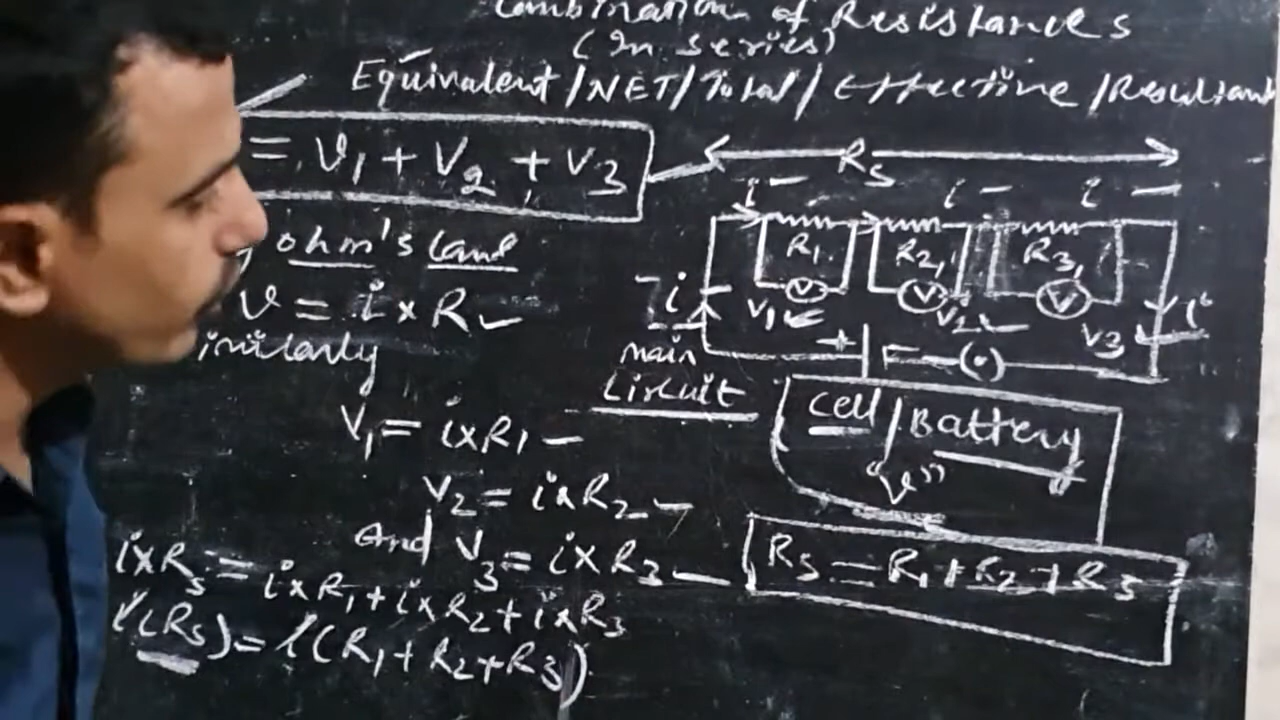 Combination of Resistances
(In series)
Equivalent/NET/Total/Effective/Resultant
= V1 + V2 + V3
Rs
i i i
R1 R2 R3
V V V
V1 V2 V3
i
i
+
main
circuit
Cell/Battery
"V"
ohm's law
V = i×R
imilarly
V1 = i×R1
V2 = i×R2
And V3 = i×R3
i×Rs = i×R1 + i×R2 + i×R3
i(Rs) = i(R1 + R2 + R3)
Rs = R1 + R2 + R3